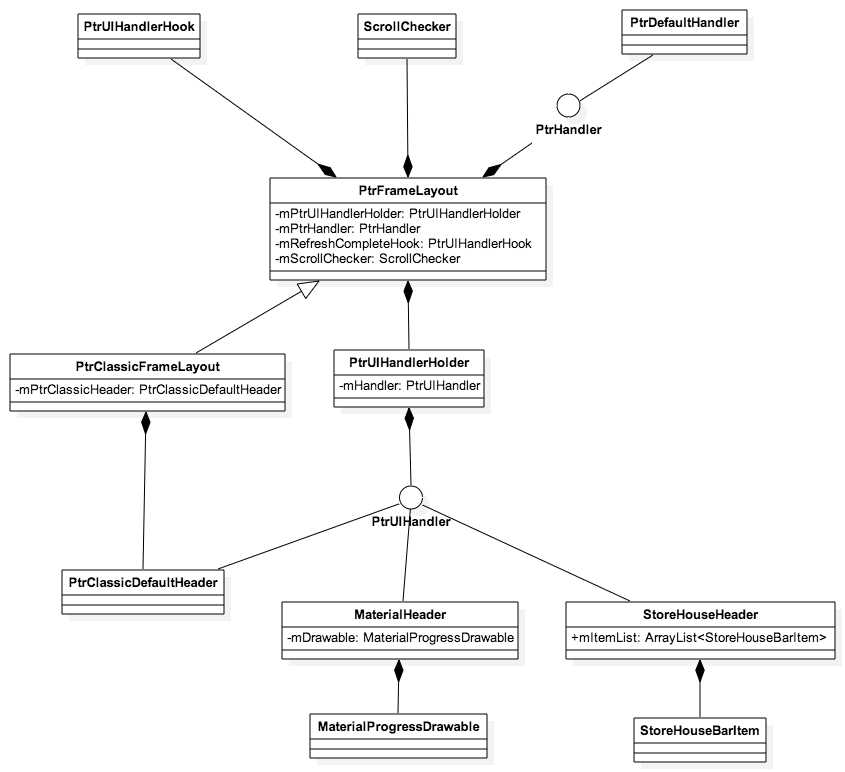 PtrUIHandlerHook
ScrollChecker
PtrDefaultHandler
PtrHandler
PtrFrameLayout
-mPtrUIHandlerHolder: PtrUIHandlerHolder
-mPtrHandler: PtrHandler
-mRefreshCompleteHook: PtrUIHandlerHook
-mScrollChecker: ScrollChecker
PtrClassicFrameLayout
-mPtrClassicHeader: PtrClassicDefaultHeader
PtrUIHandlerHolder
-mHandler: PtrUIHandler
PtrUIHandler
PtrClassicDefaultHeader
MaterialHeader
-mDrawable: MaterialProgressDrawable
StoreHouseHeader
+mItemList: ArrayList<StoreHouseBarItem>
MaterialProgressDrawable
StoreHouseBarItem